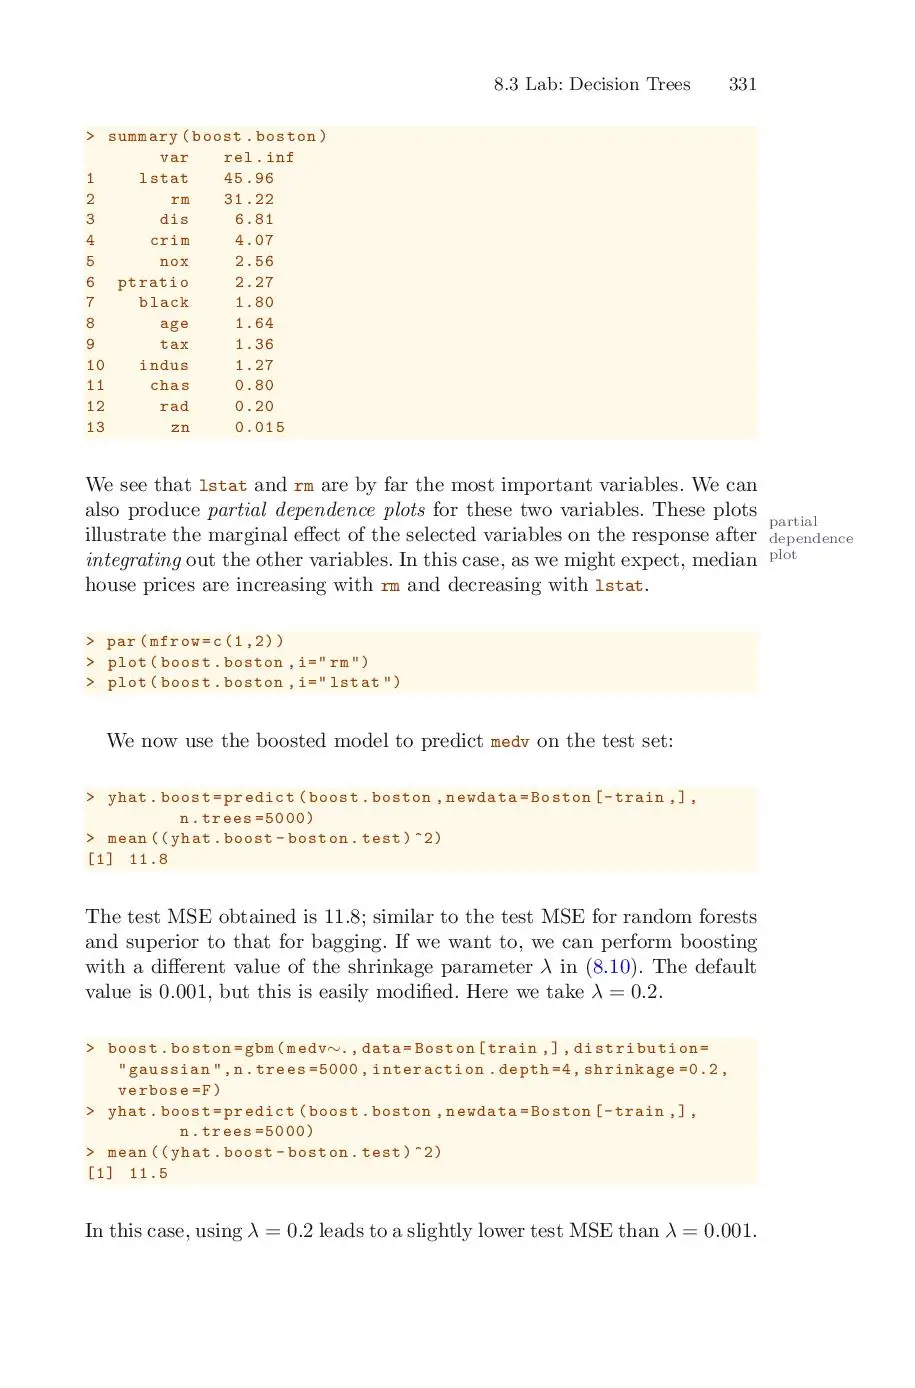 8.3 Lab: Decision Trees 331
> summary(boost.boston)
var rel.inf
1 lstat 45.96
2 rm 31.22
3 dis 6.81
4 crim 4.07
5 nox 2.56
6 ptratio 2.27
7 black 1.80
8 age 1.64
9 tax 1.36
10 indus 1.27
11 chas 0.80
12 rad 0.20
13 zn 0.015
We see that lstat and rm are by far the most important variables. We can
also produce partial dependence plots for these two variables. These plots
illustrate the marginal effect of the selected variables on the response after
integrating out the other variables. In this case, as we might expect, median
house prices are increasing with rm and decreasing with lstat.
partial
dependence
plot
> par(mfrow=c(1,2))
> plot(boost.boston,i="rm")
> plot(boost.boston,i="lstat")
We now use the boosted model to predict medv on the test set:
> yhat.boost=predict(boost.boston,newdata=Boston[-train,],
n.trees=5000)
> mean((yhat.boost-boston.test)^2)
[1] 11.8
The test MSE obtained is 11.8; similar to the test MSE for random forests
and superior to that for bagging. If we want to, we can perform boosting
with a different value of the shrinkage parameter λ in (8.10). The default
value is 0.001, but this is easily modified. Here we take λ = 0.2.
> boost.boston=gbm(medv∼.,data=Boston[train,],distribution=
"gaussian",n.trees=5000,interaction.depth=4,shrinkage=0.2,
verbose=F)
> yhat.boost=predict(boost.boston,newdata=Boston[-train,],
n.trees=5000)
> mean((yhat.boost-boston.test)^2)
[1] 11.5
In this case, using λ = 0.2 leads to a slightly lower test MSE than λ = 0.001.